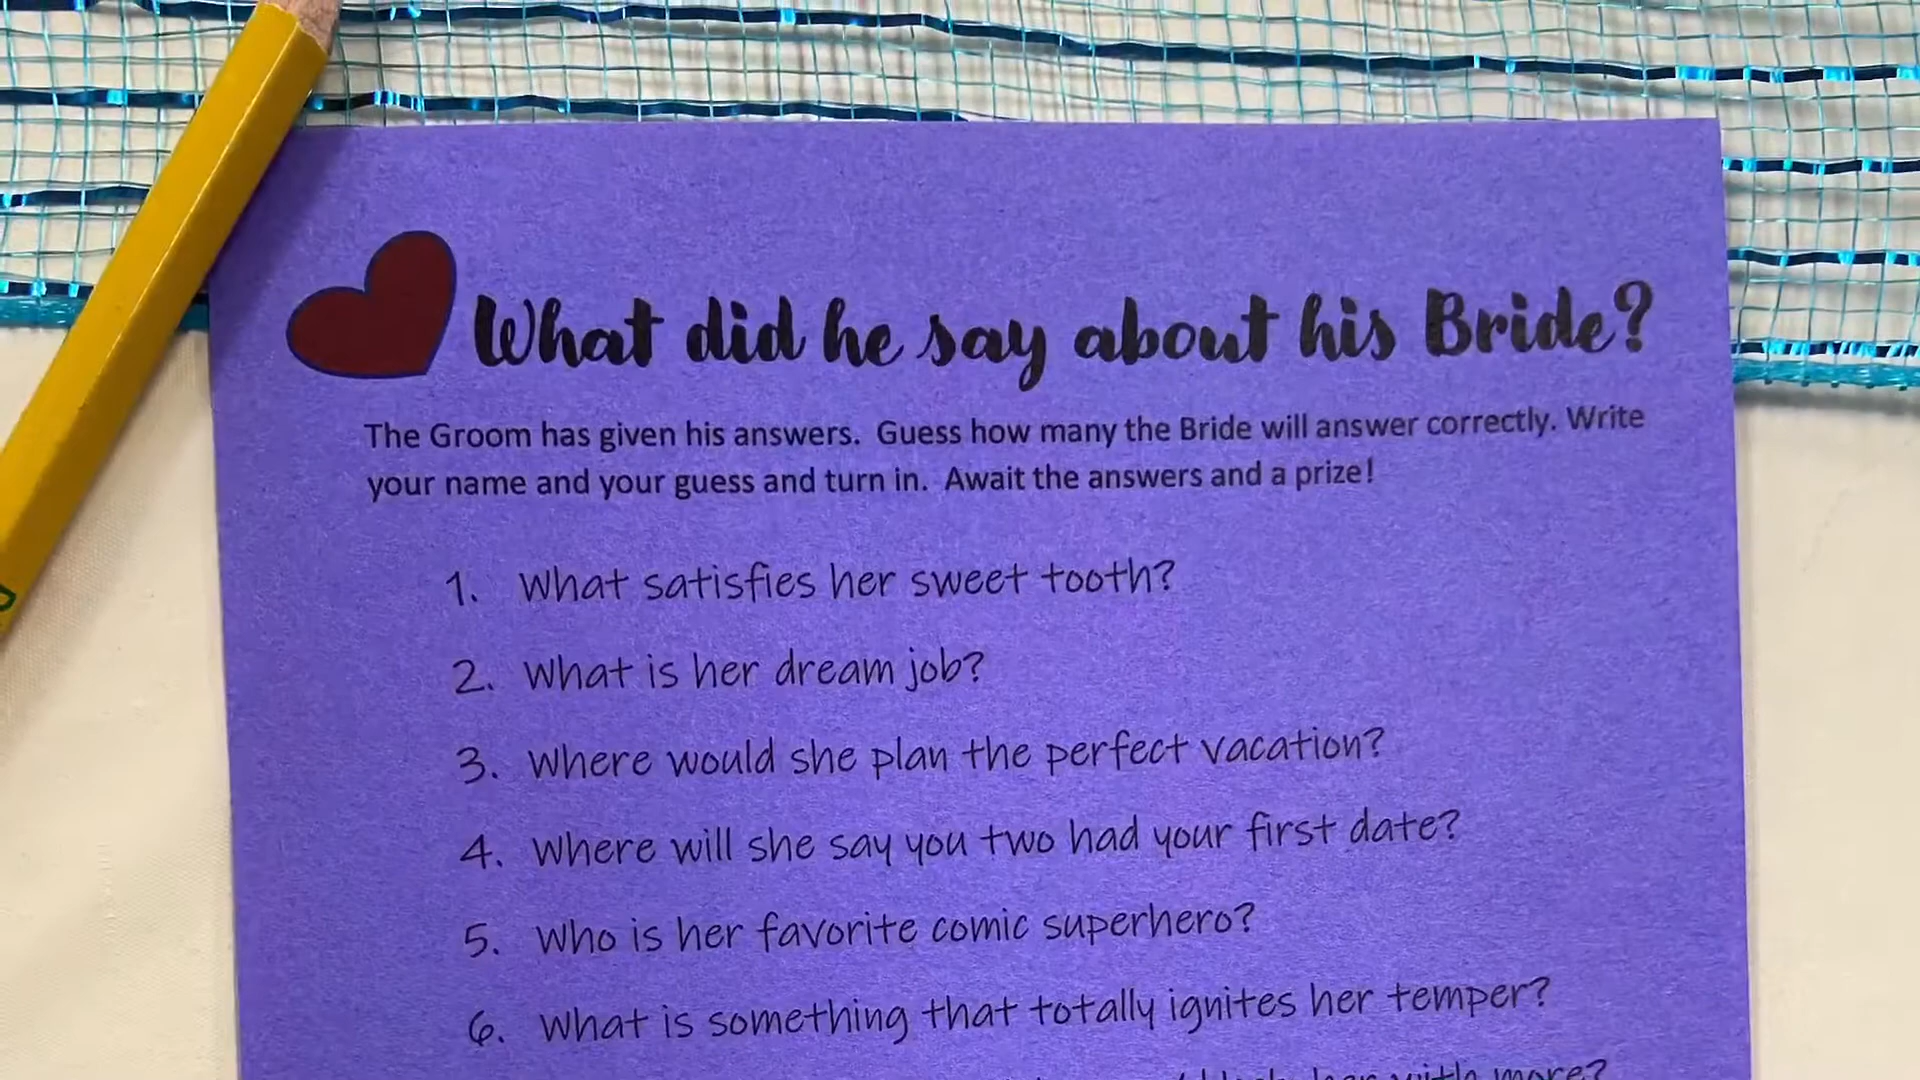 What did he say about his Bride?
The Groom has given his answers. Guess how many the Bride will answer correctly. Write
your name and your guess and turn in. Await the answers and a prize!
1. What satisfies her sweet tooth?
2. What is her dream job?
3. Where would she plan the perfect vacation?
4. Where will she say you two had your first date?
5. Who is her favorite comic superhero?
6. What is something that totally ignites her temper?
her with more?